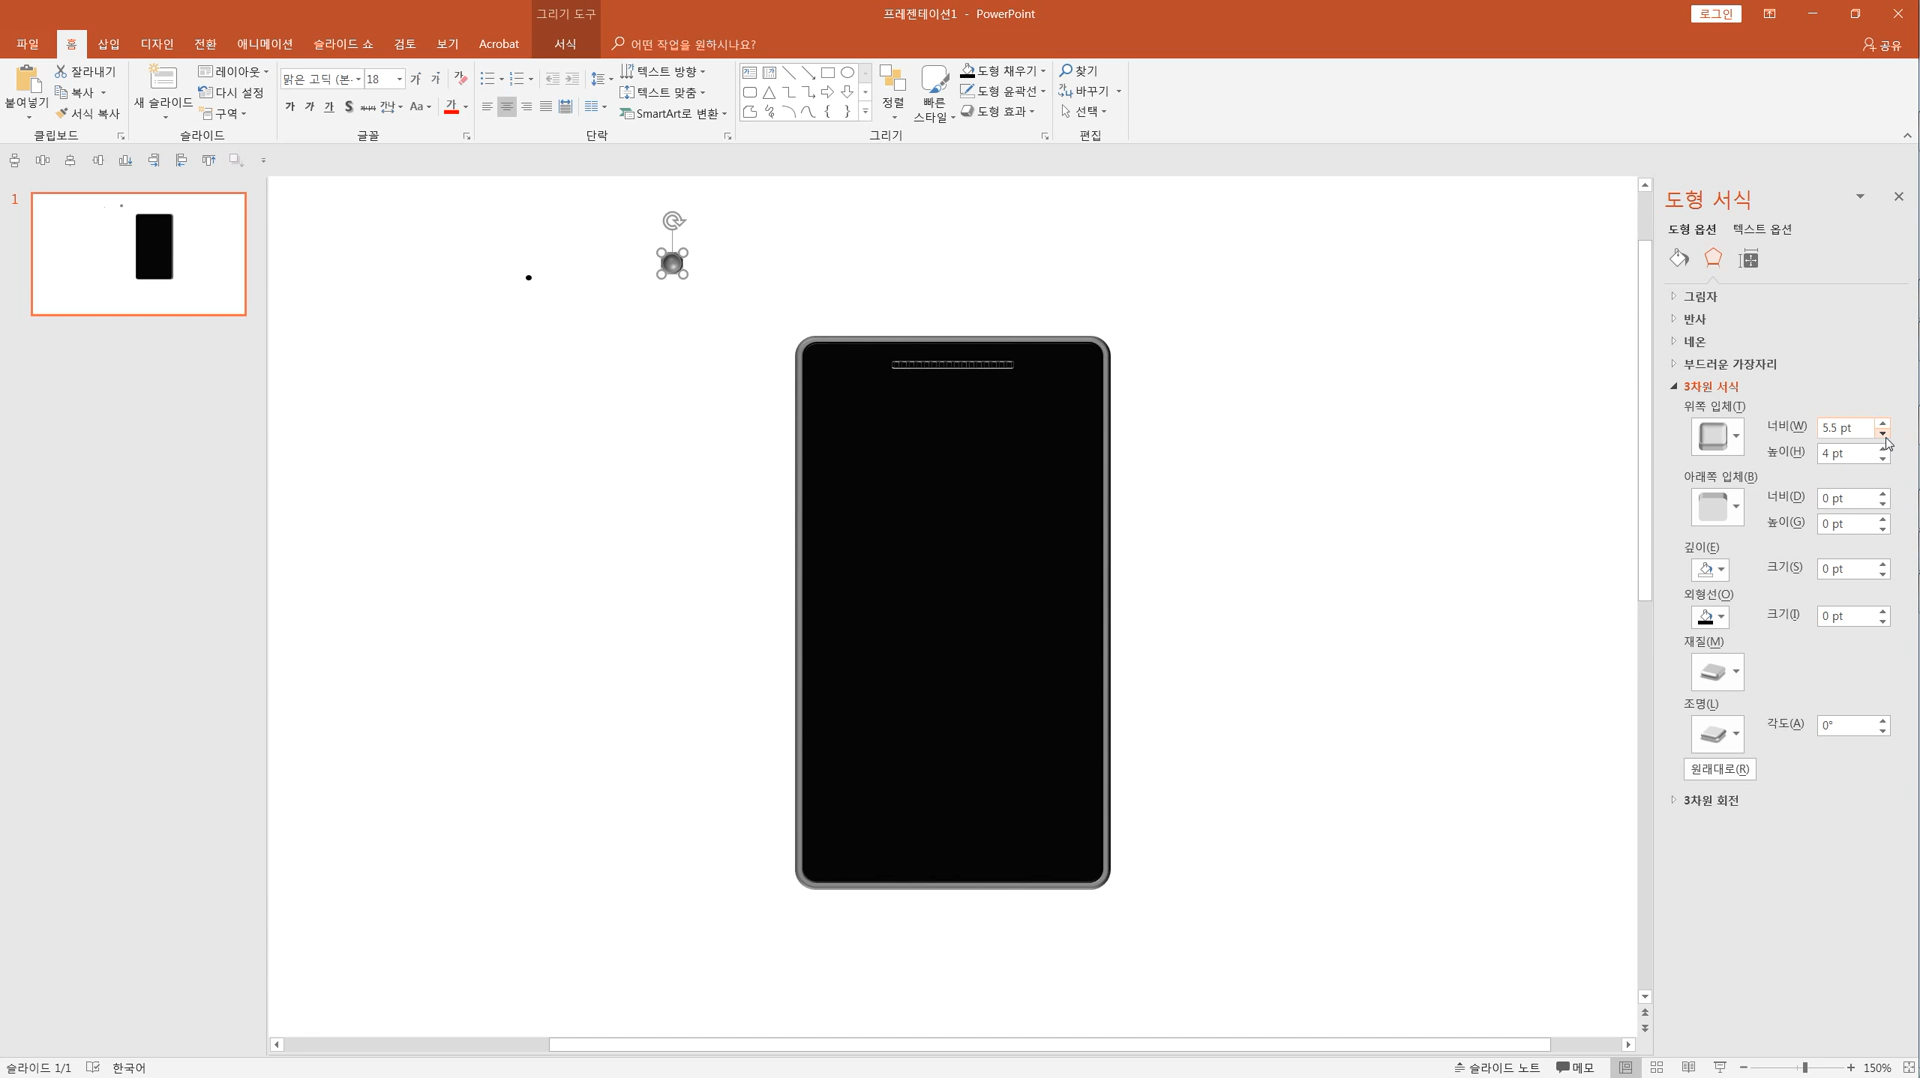 그리기 도구
프레젠테이션1 - PowerPoint
로그인
파일 홈 삽입 디자인 전환 애니메이션 슬라이드 쇼 검토 보기 Acrobat 서식 어떤 작업을 원하시나요? 공유
붙여넣기
잘라내기
복사
서식 복사
클립보드
새 슬라이드
레이아웃
다시 설정
구역
슬라이드
맑은 고딕 (본- 18
가 가 가 S 간 Aa 가
글꼴
텍스트 방향
텍스트 맞춤
SmartArt로 변환
단락
정렬
빠른 스타일
도형 채우기
도형 윤곽선
도형 효과
그리기
찾기
바꾸기
선택
편집
1
도형 서식
도형 옵션 텍스트 옵션
그림자
반사
네온
부드러운 가장자리
3차원 서식
위쪽 입체(T)
너비(W) 5.5 pt
높이(H) 4 pt
아래쪽 입체(B)
너비(D) 0 pt
높이(G) 0 pt
깊이(E)
크기(S) 0 pt
외형선(O)
크기(I) 0 pt
재질(M)
조명(L)
각도(A) 0°
원래대로(R)
3차원 회전
슬라이드 1/1 한국어 슬라이드 노트 메모 150%